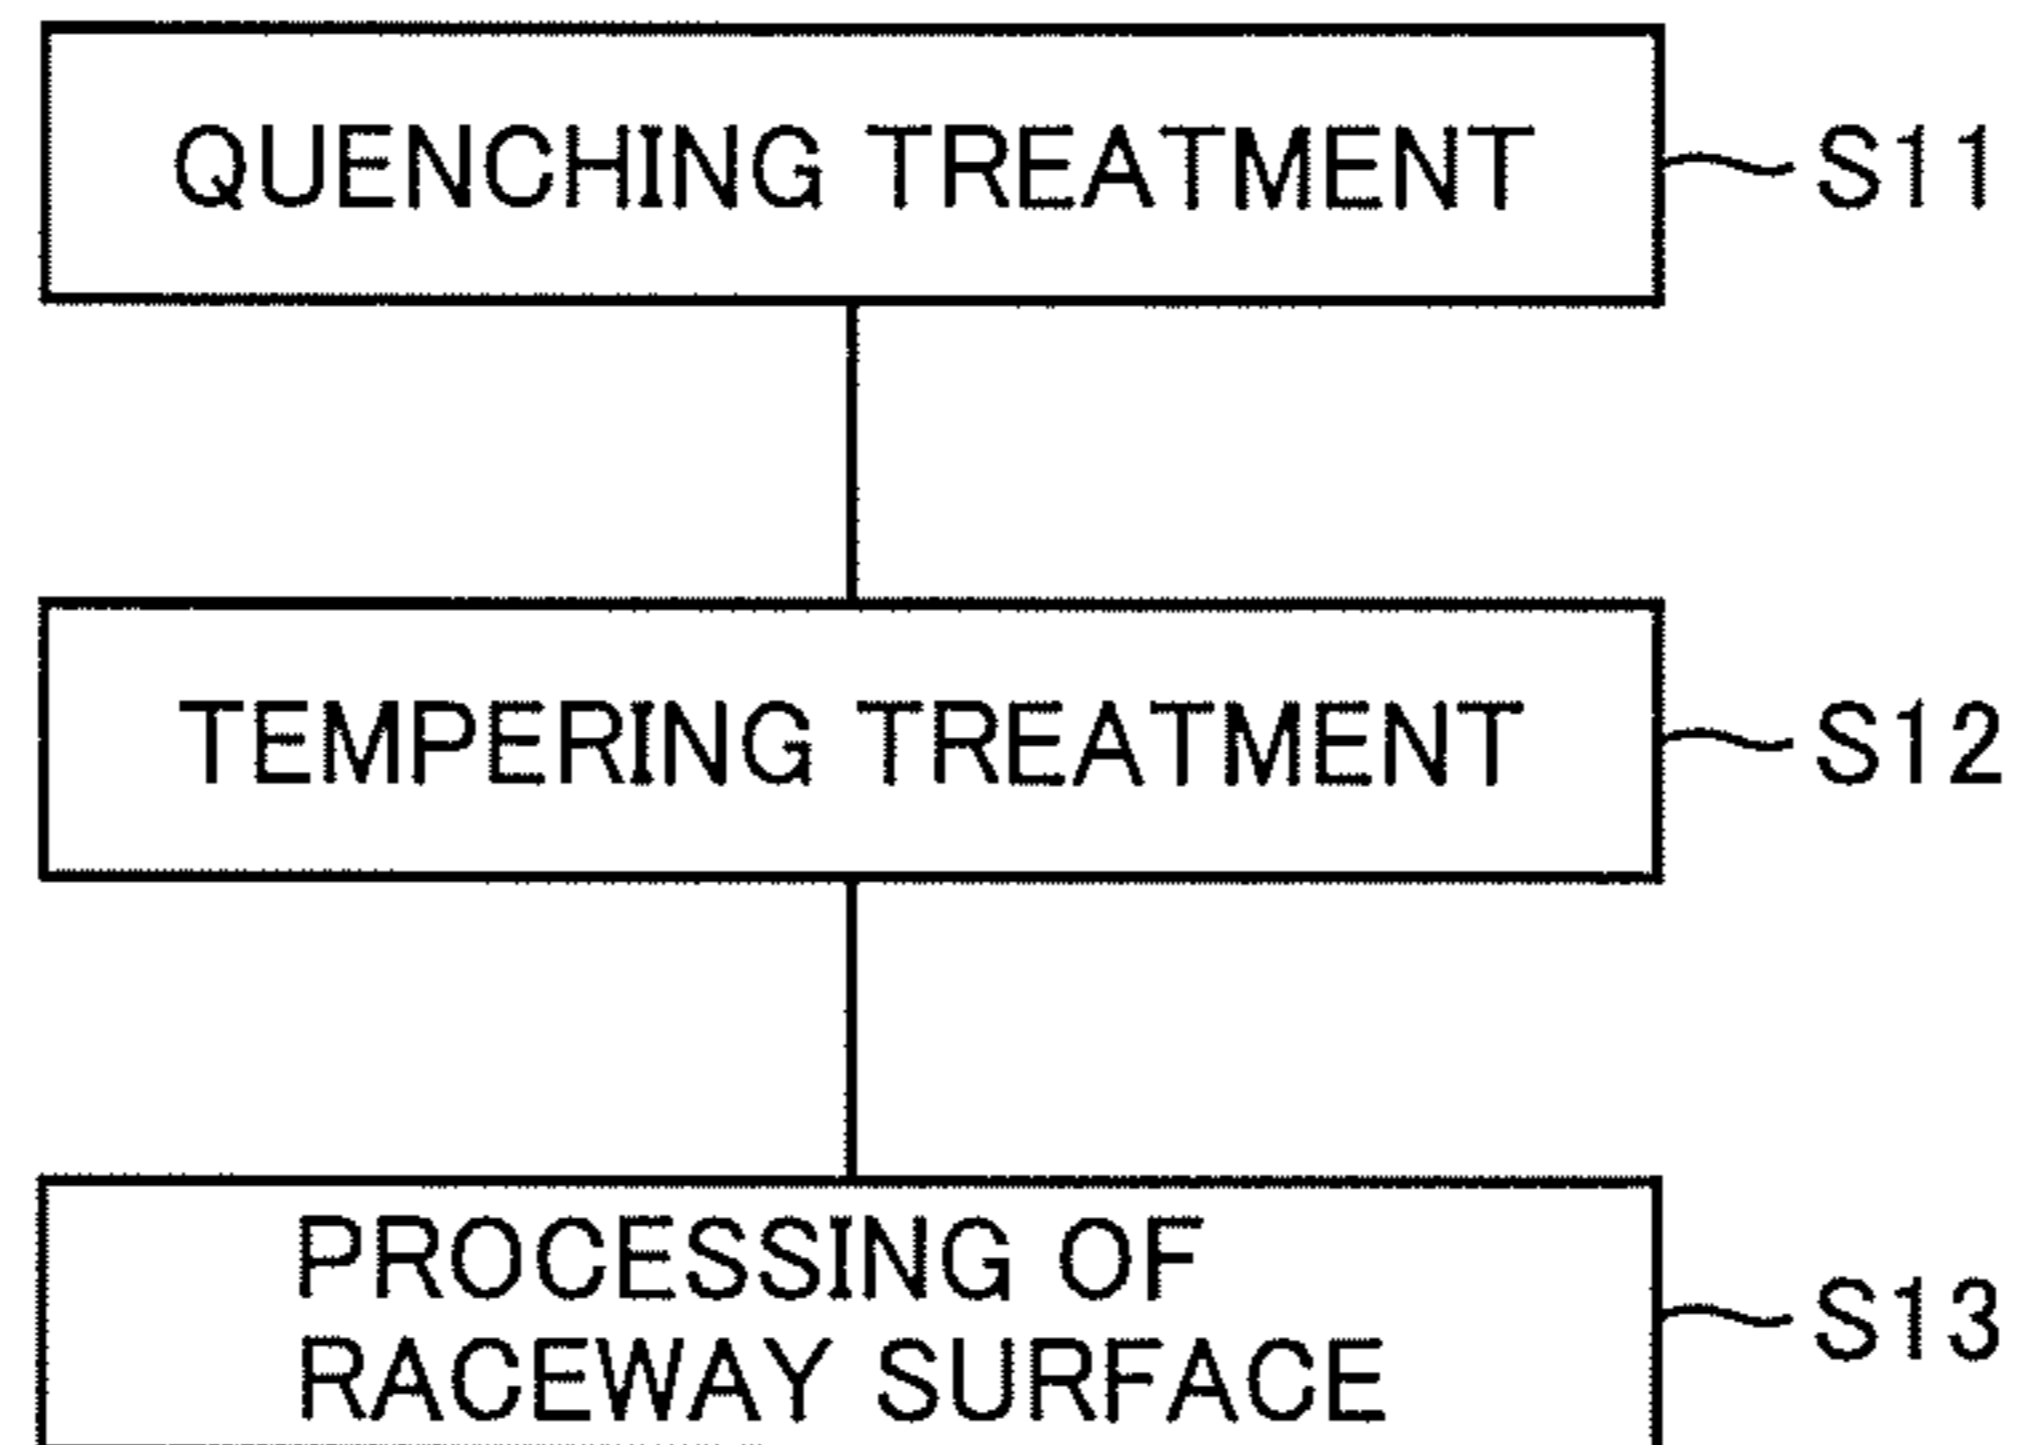 QUENCHING TREATMENT S11
TEMPERING TREATMENT S12
PROCESSING OF
RACEWAY SURFACE
S13